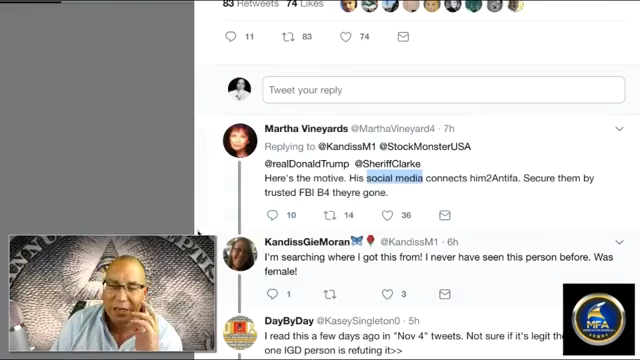 83 Retweets 74 Likes
11 83 74
Tweet your reply
Martha Vineyards @MarthaVineyard4 · 7h
Replying to @KandissM1 @StockMonsterUSA
@realDonaldTrump @SheriffClarke
Here's the motive. His social media connects him2Antifa. Secure them by
trusted FBI B4 theyre gone.
10 14 36
KandissGieMoran @KandissM1 · 6h
I'm searching where I got this from! I never have seen this person before. Was
female!
1 3
DayByDay @KaseySingleton0 · 5h
I read this a few days ago in "Nov 4" tweets. Not sure if it's legit tho
one IGD person is refuting it>>
MFA